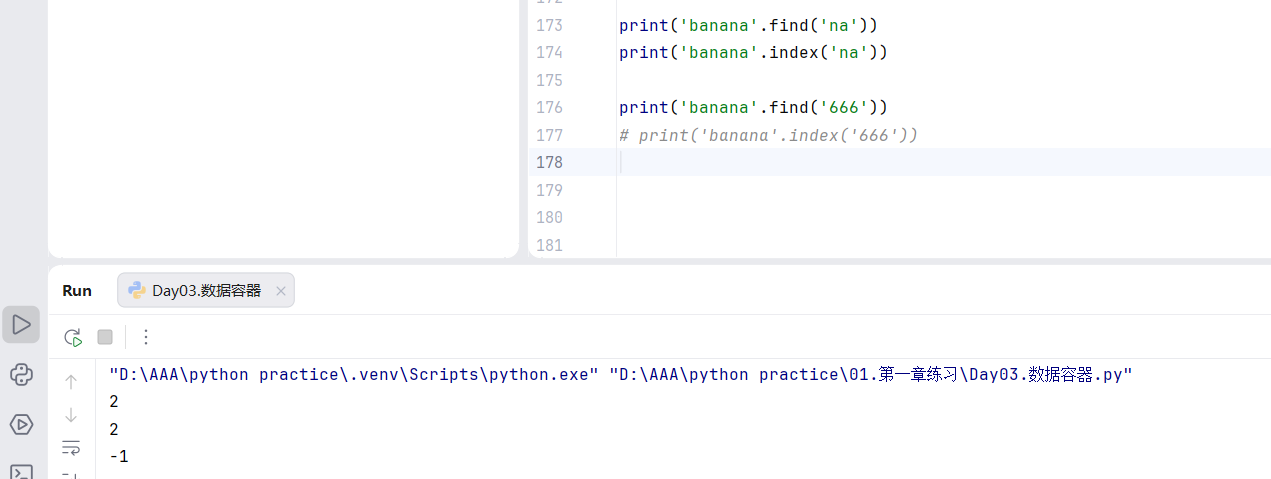 172
173 print('banana'.find('na'))
174 print('banana'.index('na'))
175
176 print('banana'.find('666'))
177 # print('banana'.index('666'))
178
179
180
181
Run Day03.数据容器
"D:\AAA\python practice\.venv\Scripts\python.exe" "D:\AAA\python practice\01.第一章练习\Day03.数据容器.py"
2
2
-1